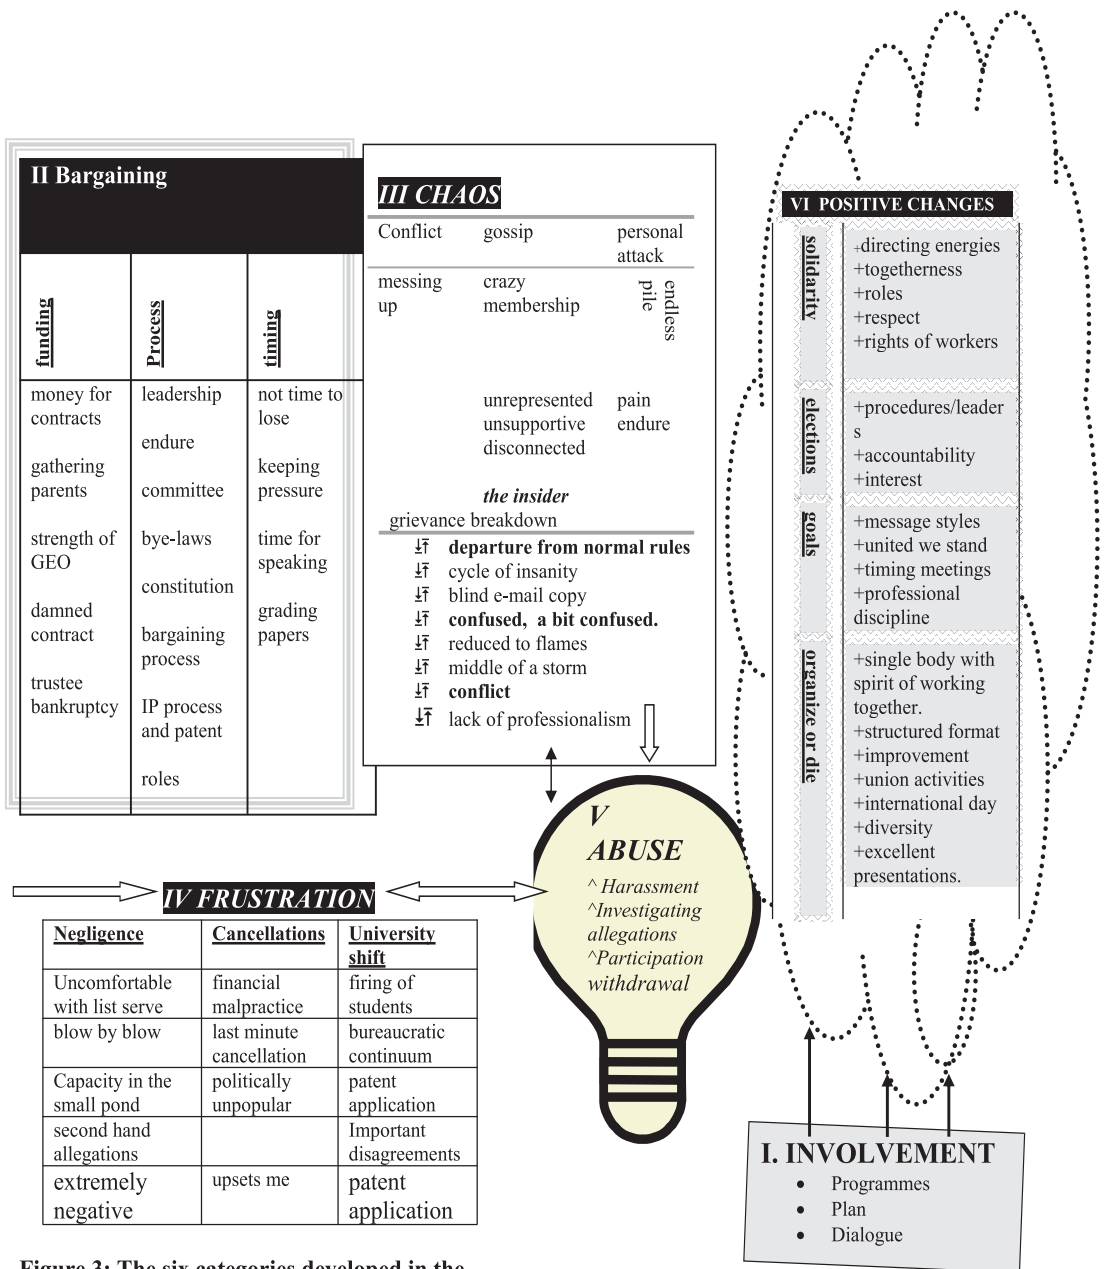 II Bargaining
funding
Process
timing
money for
contracts
gathering
parents
strength of
GEO
damned
contract
trustee
bankruptcy
leadership
endure
committee
bye-laws
constitution
bargaining
process
IP process
and patent
roles
not time to
lose
keeping
pressure
time for
speaking
grading
papers
III CHAOS
Conflict gossip personal
attack
messing
up
crazy
membership
endless
pile
unrepresented
unsupportive
disconnected
pain
endure
the insider
grievance breakdown
departure from normal rules
cycle of insanity
blind e-mail copy
confused, a bit confused.
reduced to flames
middle of a storm
conflict
lack of professionalism
IV FRUSTRATION
Negligence Cancellations University
shift
Uncomfortable financial firing of
with list serve malpractice students
blow by blow last minute bureaucratic
cancellation continuum
Capacity in the politically patent
small pond unpopular application
second hand Important
allegations disagreements
extremely upsets me patent
negative application
V
ABUSE
^ Harassment
^Investigating
allegations
^Participation
withdrawal
VI POSITIVE CHANGES
solidarity
+directing energies
+togetherness
+roles
+respect
+rights of workers
elections
+procedures/leader
s
+accountability
+interest
goals
+message styles
+united we stand
+timing meetings
+professional
discipline
organize or die
+single body with
spirit of working
together.
+structured format
+improvement
+union activities
+international day
+diversity
+excellent
presentations.
I. INVOLVEMENT
• Programmes
• Plan
• Dialogue
Figure 3: The six categories developed in the